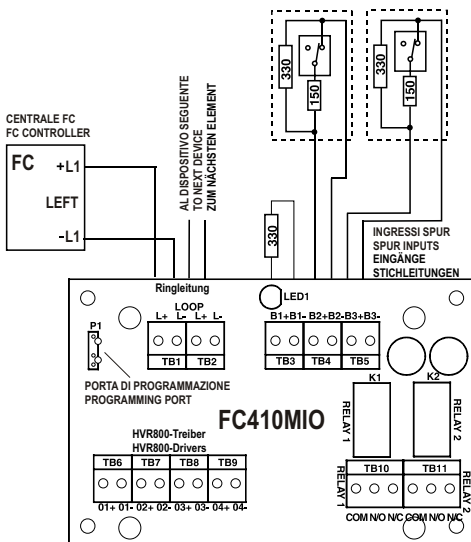 330
150
330
150
CENTRALE FC
FC CONTROLLER
FC
+L1
LEFT
-L1
AL DISPOSITIVO SEGUENTE
TO NEXT DEVICE
ZUM NÄCHSTEN ELEMENT
330
INGRESSI SPUR
SPUR INPUTS
EINGÄNGE
STICHLEITUNGEN
Ringleitung
LOOP
L+ L- L+ L-
TB1 TB2
LED1
B1+B1- B2+B2-B3+B3-
TB3 TB4 TB5
P1
PORTA DI PROGRAMMAZIONE
PROGRAMMING PORT
FC410MIO
K1
K2
RELAY 1
RELAY 2
HVR800-Treiber
HVR800-Drivers
TB6 TB7 TB8 TB9
01+ 01- 02+ 02- 03+ 03- 04+ 04-
RELAY 1
TB10 TB11
RELAY 2
COM N/O N/C COM N/O N/C